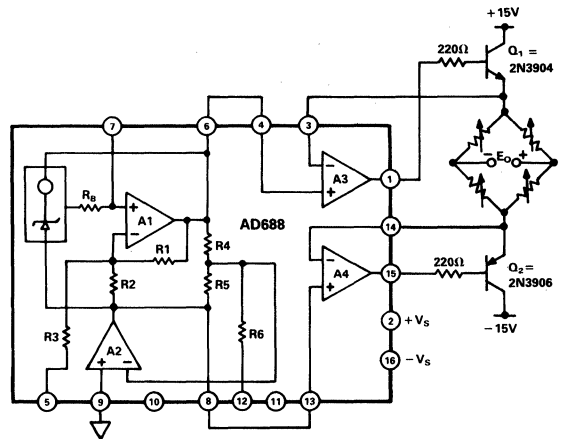 +15V
220Ω
Q1 =
2N3904
7
6
4
3
RB
+
−
A1
R1
AD688
−
+
A3
1
− EO +
R4
R2
R5
R3
A2
+
−
R6
14
−
+
A4
15
220Ω
Q2 =
2N3906
−15V
2
+VS
16
−VS
5
9
10
8
12
11
13